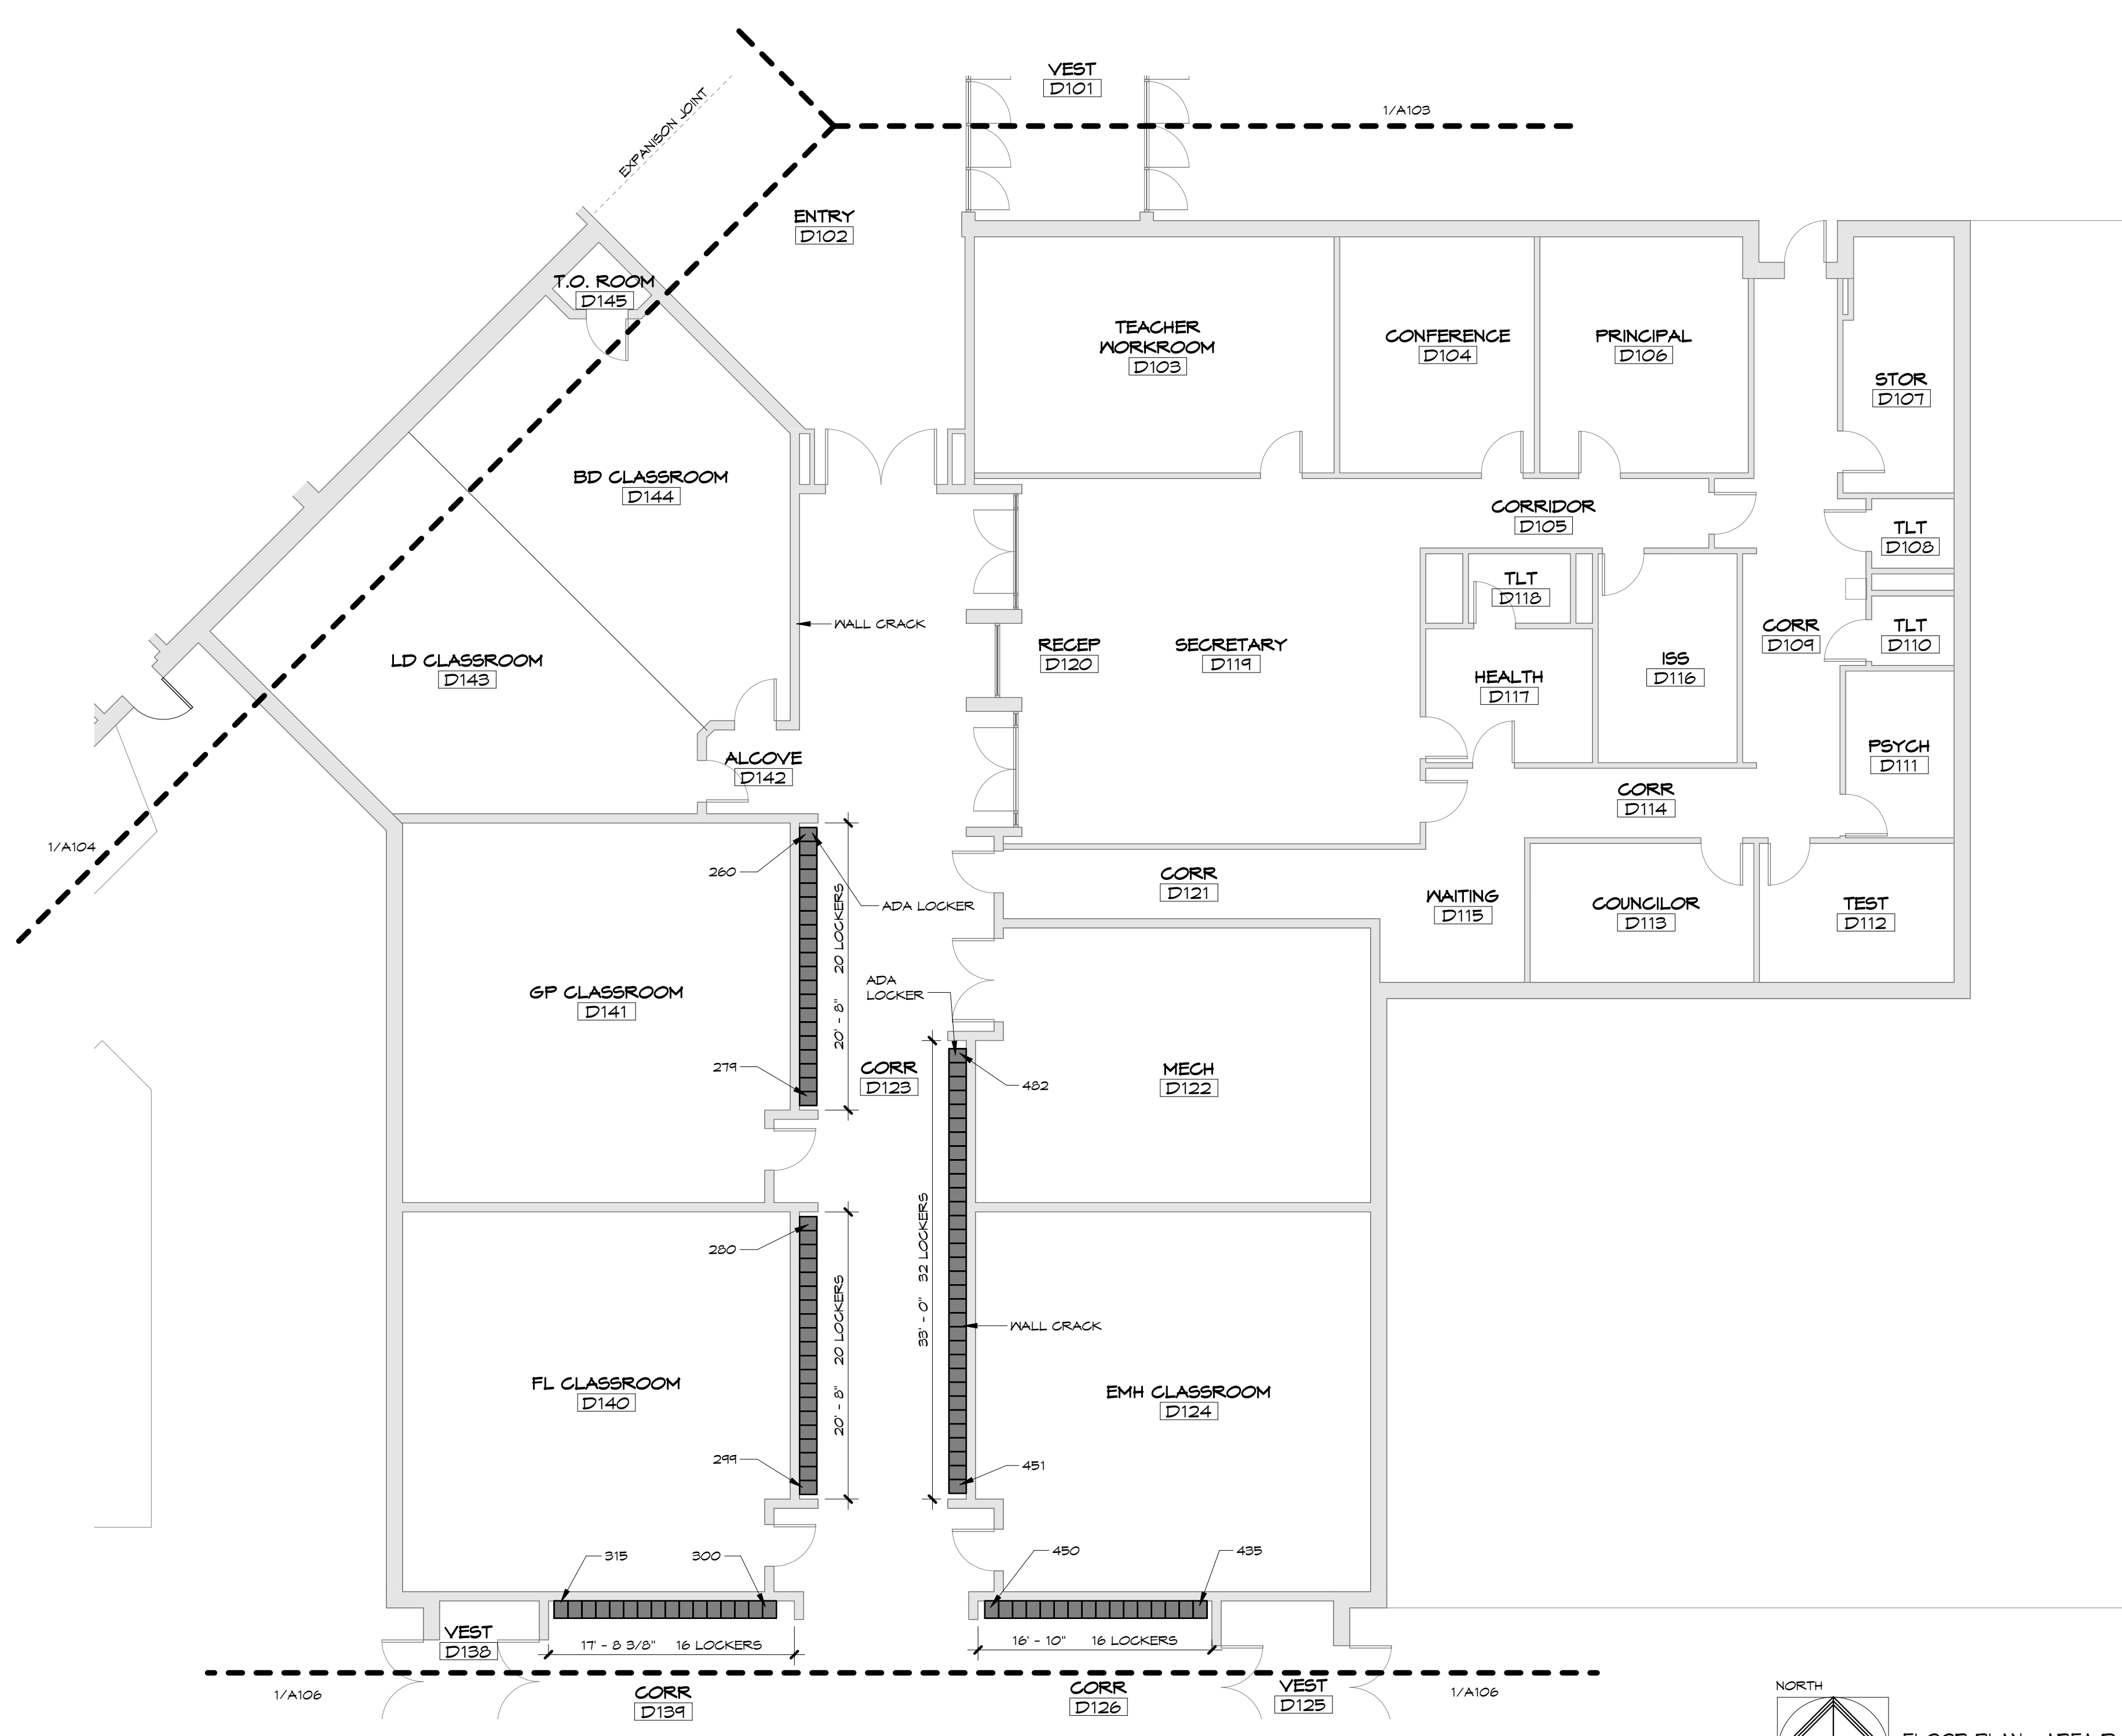 VEST
D101
1/A103
EXPANISON JOINT
ENTRY
D102
T.O. ROOM
D145
TEACHER
WORKROOM
D103
CONFERENCE
D104
PRINCIPAL
D106
STOR
D107
BD CLASSROOM
D144
CORRIDOR
D105
TLT
D108
TLT
D118
WALL CRACK
LD CLASSROOM
D143
RECEP
D120
SECRETARY
D119
HEALTH
D117
ISS
D116
CORR
D109
TLT
D110
ALCOVE
D142
PSYCH
D111
CORR
D114
1/A104
260
ADA LOCKER
20' - 8" 20 LOCKERS
CORR
D121
WAITING
D115
COUNCILOR
D113
TEST
D112
GP CLASSROOM
D141
ADA
LOCKER
279
CORR
D123
482
MECH
D122
280
33' - 0" 32 LOCKERS
20' - 8" 20 LOCKERS
WALL CRACK
FL CLASSROOM
D140
EMH CLASSROOM
D124
299
451
315
300
450
435
VEST
D138
17' - 8 3/8" 16 LOCKERS
16' - 10" 16 LOCKERS
1/A106
CORR
D139
CORR
D126
VEST
D125
1/A106
NORTH